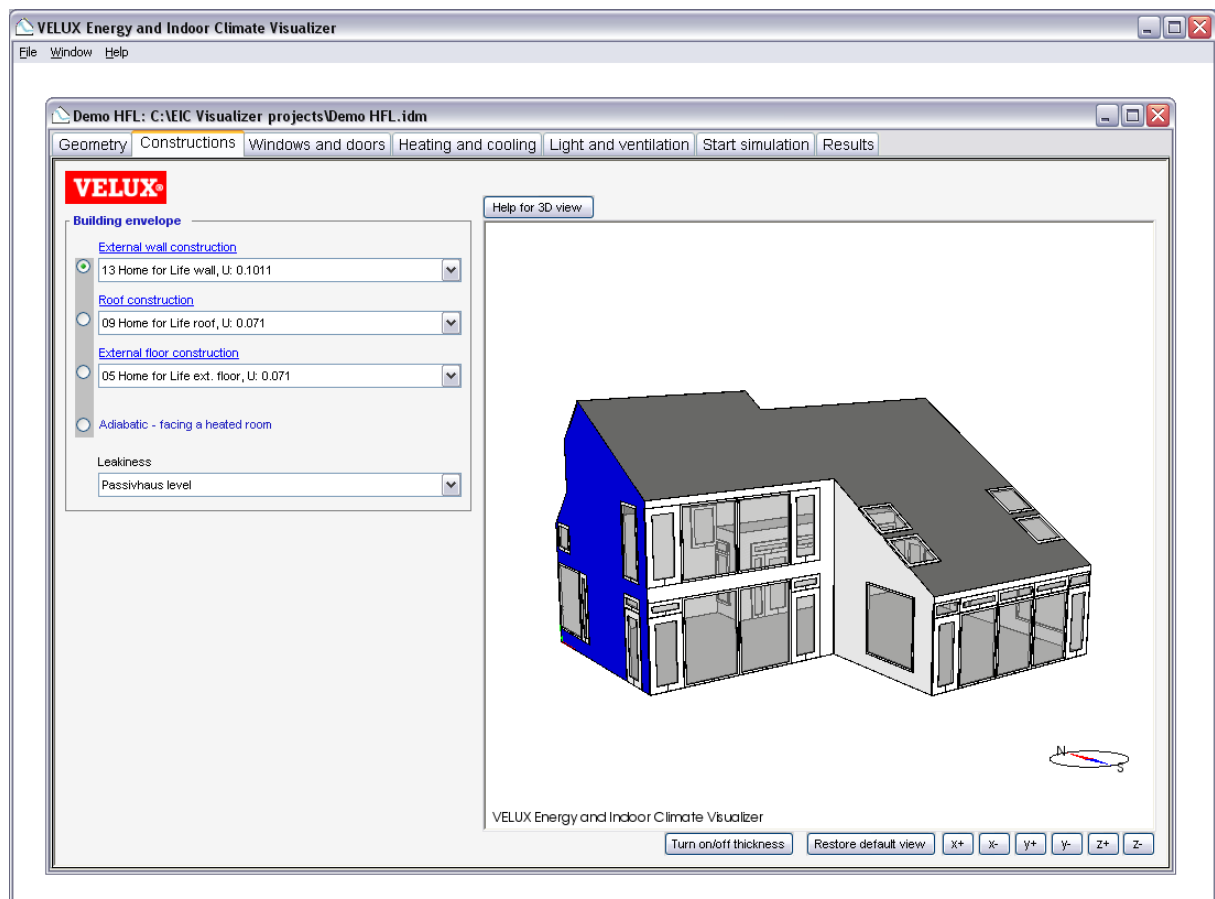 VELUX Energy and Indoor Climate Visualizer
File Window Help
Demo HFL: C:\EIC Visualizer projects\Demo HFL.idm
Geometry Constructions Windows and doors Heating and cooling Light and ventilation Start simulation Results
VELUX®
Help for 3D view
Building envelope
External wall construction
13 Home for Life wall, U: 0.1011
Roof construction
09 Home for Life roof, U: 0.071
External floor construction
05 Home for Life ext. floor, U: 0.071
Adiabatic - facing a heated room
Leakiness
Passivhaus level
N
S
VELUX Energy and Indoor Climate Visualizer
Turn on/off thickness Restore default view x+ x- y+ y- z+ z-